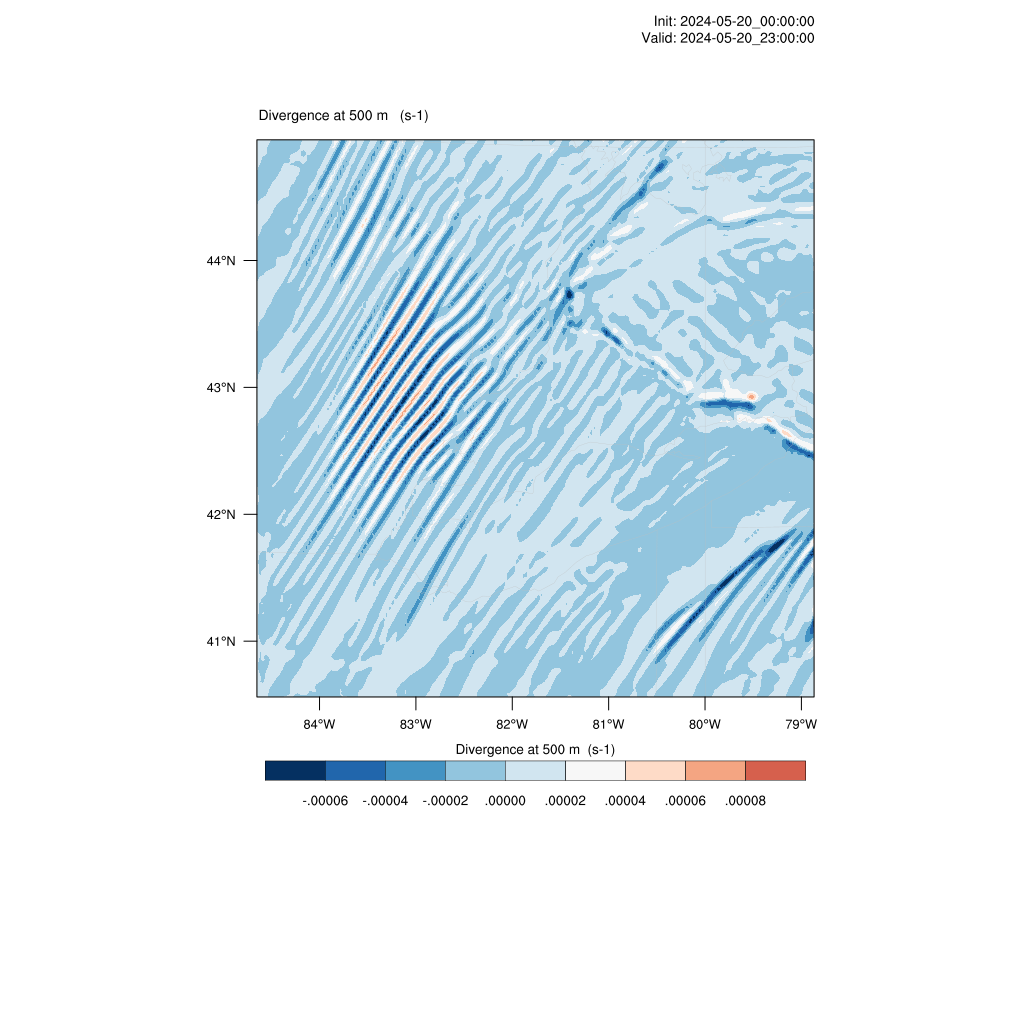 Init: 2024-05-20_00:00:00
Valid: 2024-05-20_23:00:00
Divergence at 500 m (s-1)
44°N
43°N
42°N
41°N
84°W 83°W 82°W 81°W 80°W 79°W
Divergence at 500 m (s-1)
-.00006 -.00004 -.00002 .00000 .00002 .00004 .00006 .00008